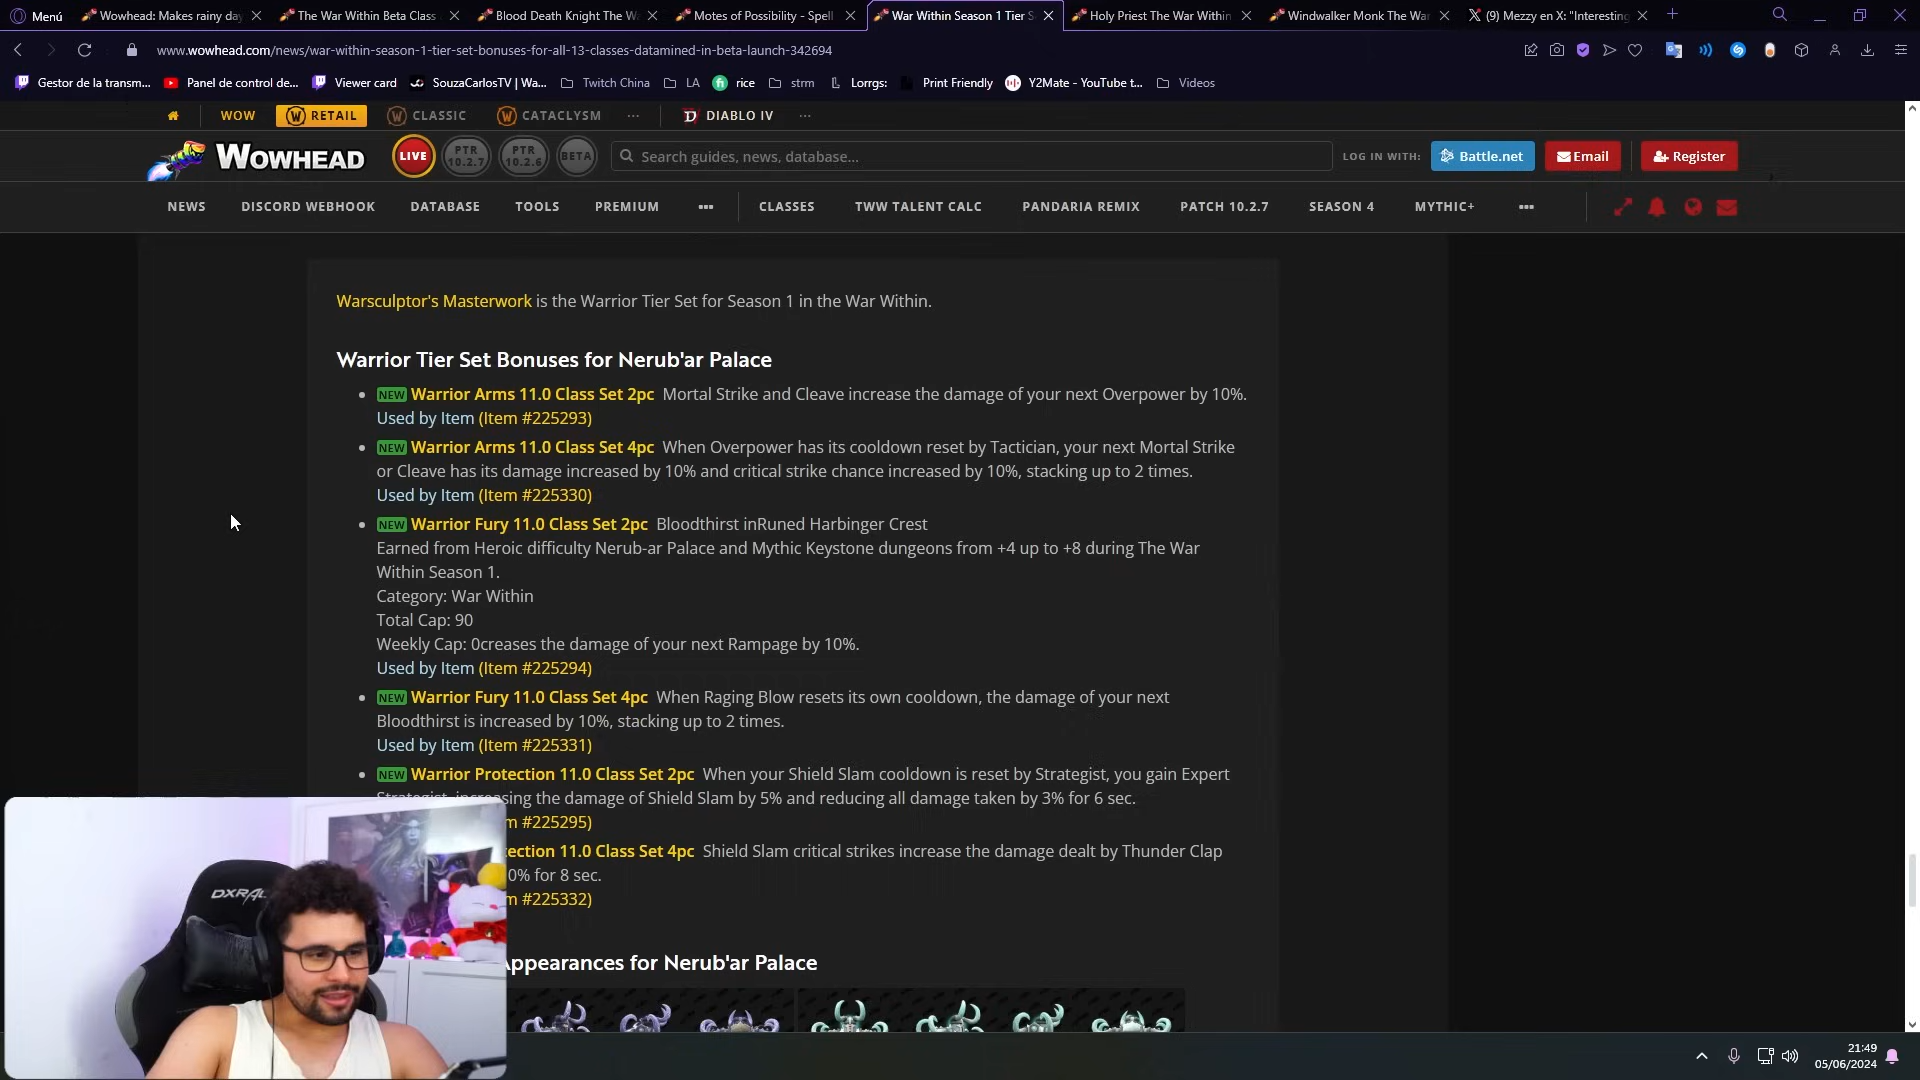 Menú
Wowhead: Makes rainy day
The War Within Beta Class
Blood Death Knight The W
Motes of Possibility - Spell
War Within Season 1 Tier S
Holy Priest The War Within
Windwalker Monk The War
(9) Mezzy en X: "Interesting
www.wowhead.com/news/war-within-season-1-tier-set-bonuses-for-all-13-classes-datamined-in-beta-launch-342694
Gestor de la transm...
Panel de control de...
Viewer card
SouzaCarlosTV | Wa...
Twitch China
LA
rice
strm
Lorrgs:
Print Friendly
Y2Mate - YouTube t...
Videos
WOW
RETAIL
CLASSIC
CATACLYSM
...
DIABLO IV
...
WOWHEAD
LIVE
PTR 10.2.7
PTR 10.2.6
BETA
Search guides, news, database...
LOG IN WITH:
Battle.net
Email
Register
NEWS
DISCORD WEBHOOK
DATABASE
TOOLS
PREMIUM
...
CLASSES
TWW TALENT CALC
PANDARIA REMIX
PATCH 10.2.7
SEASON 4
MYTHIC+
...
Warsculptor's Masterwork is the Warrior Tier Set for Season 1 in the War Within.
Warrior Tier Set Bonuses for Nerub'ar Palace
NEW Warrior Arms 11.0 Class Set 2pc Mortal Strike and Cleave increase the damage of your next Overpower by 10%.
Used by Item (Item #225293)
NEW Warrior Arms 11.0 Class Set 4pc When Overpower has its cooldown reset by Tactician, your next Mortal Strike
or Cleave has its damage increased by 10% and critical strike chance increased by 10%, stacking up to 2 times.
Used by Item (Item #225330)
NEW Warrior Fury 11.0 Class Set 2pc Bloodthirst inRuned Harbinger Crest
Earned from Heroic difficulty Nerub-ar Palace and Mythic Keystone dungeons from +4 up to +8 during The War
Within Season 1.
Category: War Within
Total Cap: 90
Weekly Cap: 0creases the damage of your next Rampage by 10%.
Used by Item (Item #225294)
NEW Warrior Fury 11.0 Class Set 4pc When Raging Blow resets its own cooldown, the damage of your next
Bloodthirst is increased by 10%, stacking up to 2 times.
Used by Item (Item #225331)
NEW Warrior Protection 11.0 Class Set 2pc When your Shield Slam cooldown is reset by Strategist, you gain Expert
Strategist, increasing the damage of Shield Slam by 5% and reducing all damage taken by 3% for 6 sec.
m #225295)
ection 11.0 Class Set 4pc Shield Slam critical strikes increase the damage dealt by Thunder Clap
0% for 8 sec.
m #225332)
Appearances for Nerub'ar Palace
DXRA
21:49
05/06/2024